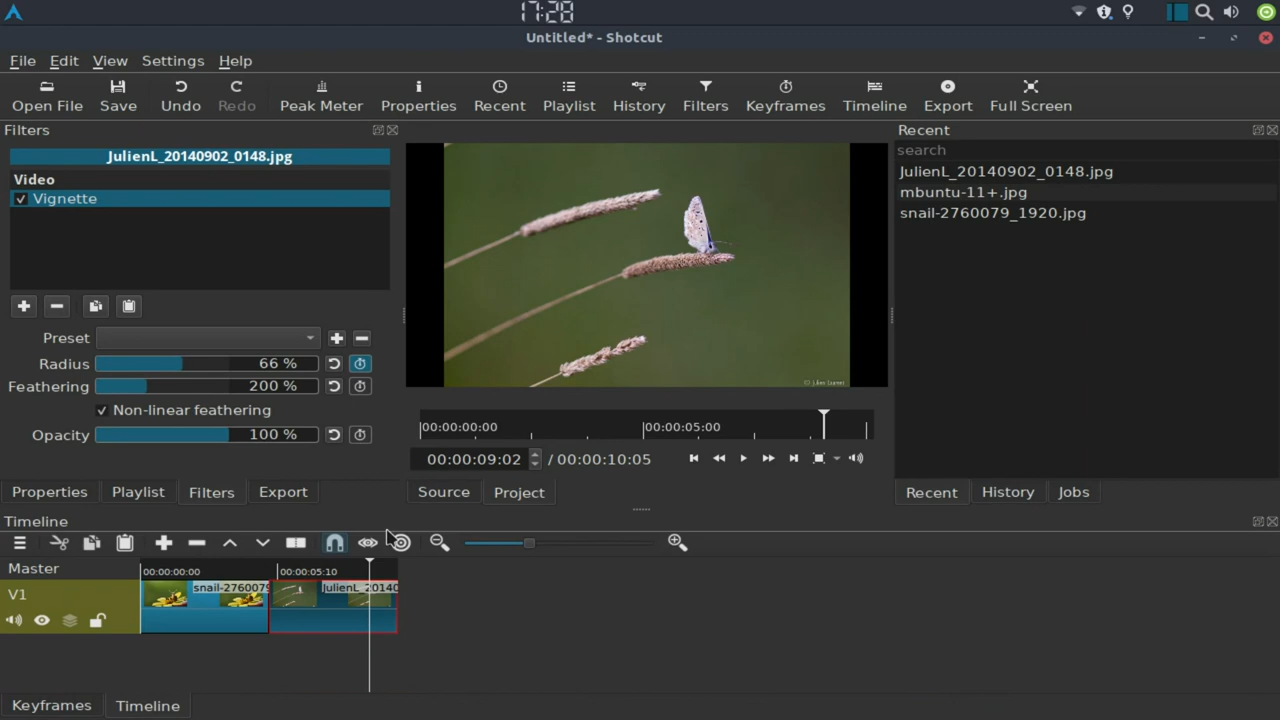 17:28
Untitled* - Shotcut
File Edit View Settings Help
Open File Save Undo Redo Peak Meter Properties Recent Playlist History Filters Keyframes Timeline Export Full Screen
Filters
JulienL_20140902_0148.jpg
Video
Vignette
Preset
Radius 66 %
Feathering 200 %
Non-linear feathering
Opacity 100 %
Properties Playlist Filters Export
00:00:00:00 00:00:05:00
00:00:09:02 / 00:00:10:05
Source Project
Recent
search
JulienL_20140902_0148.jpg
mbuntu-11+.jpg
snail-2760079_1920.jpg
Recent History Jobs
Timeline
Master
00:00:00:00 00:00:05:10
V1
snail-276007 JulienL_2014
Keyframes Timeline